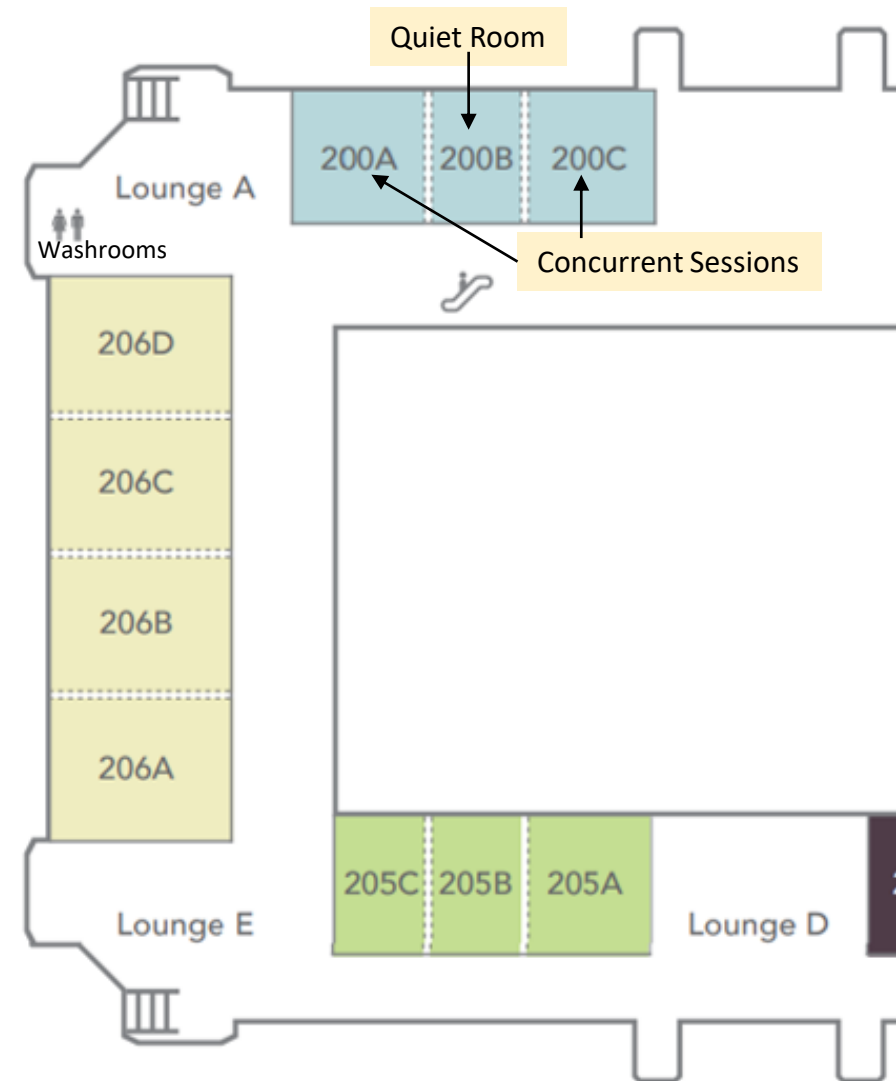 Quiet Room
200A
200B
200C
Lounge A
Washrooms
Concurrent Sessions
206D
206C
206B
206A
205C
205B
205A
Lounge E
Lounge D